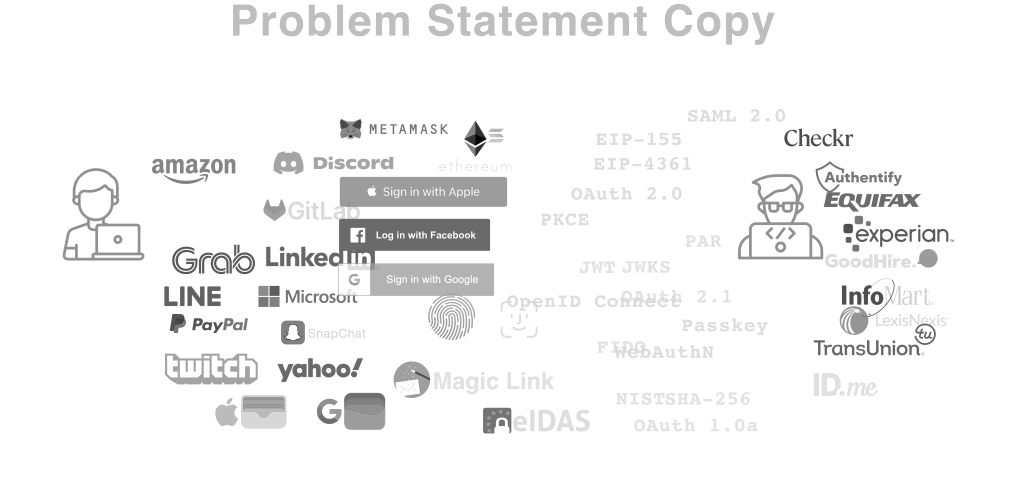 Problem Statement Copy
METAMASK
ethereum
amazon
Discord
Sign in with Apple
GitLab
Log in with Facebook
Grab
LinkedIn
Sign in with Google
LINE
Microsoft
PayPal
SnapChat
twitch
yahoo!
Magic Link
G
eIDAS
SAML 2.0
EIP-155
EIP-4361
OAuth 2.0
PKCE
PAR
JWT
JWKS
OpenID Connect
OAuth 2.1
Passkey
FIDO
WebAuthN
NISTSHA-256
OAuth 1.0a
Checkr
Authentify
EQUIFAX
experian.
GoodHire.
InfoMart.
LexisNexis
tu
TransUnion
ID.me